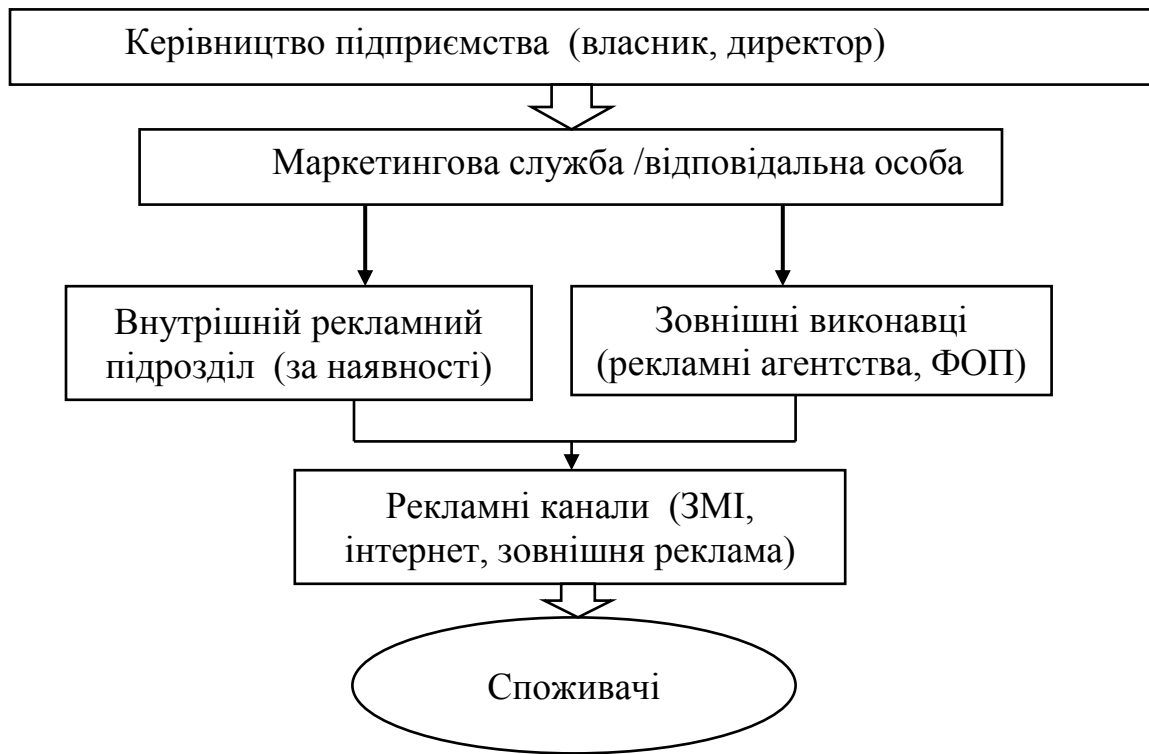 Керівництво підприємства (власник, директор)
Маркетингова служба /відповідальна особа
Внутрішній рекламний
підрозділ (за наявності)
Зовнішні виконавці
(рекламні агентства, ФОП)
Рекламні канали (ЗМІ,
інтернет, зовнішня реклама)
Споживачі